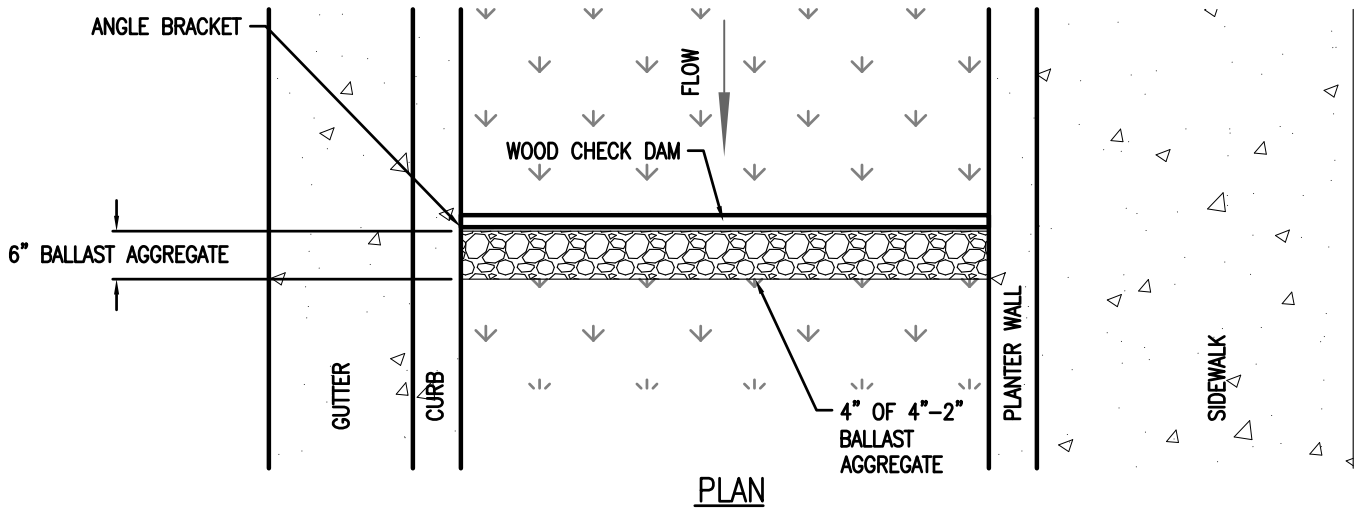 ANGLE BRACKET
FLOW
WOOD CHECK DAM
6" BALLAST AGGREGATE
GUTTER
CURB
PLANTER WALL
SIDEWALK
4" OF 4"-2"
BALLAST
AGGREGATE
PLAN